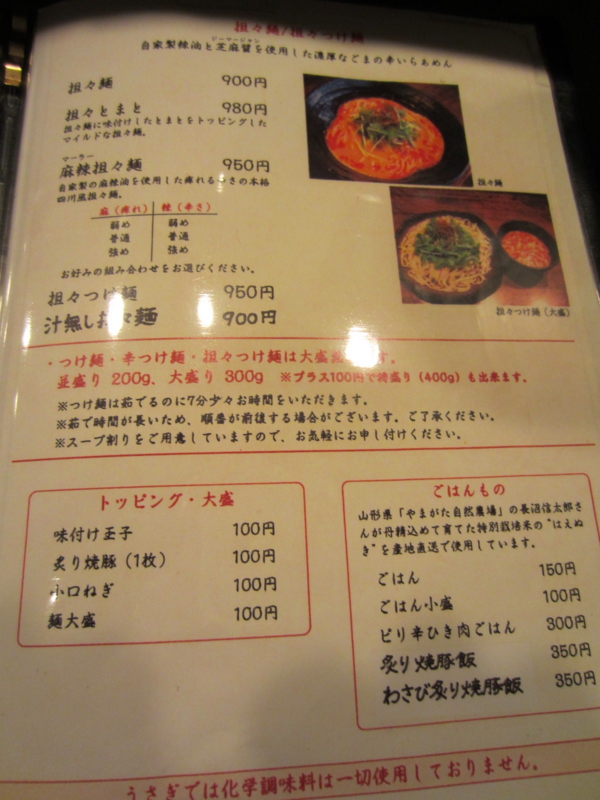 担々麺/担々つけ麺
ジーマージャン
自家製辣油と芝麻醤を使用した濃厚なごまの辛いらぁめん
担々麺 900円
担々とまと 980円
担々麺に味付けしたとまとをトッピングした
マイルドな担々麺。
マーラー
麻辣担々麺 950円
自家製の麻辣油を使用した痺れる の本格
四川風担々麺。
麻（痺れ） 辣（辛さ）
弱め 弱め
普通 普通
強め 強め
お好みの組み合わせをお選びください。
担々つけ麺 950円
汁無し担々麺 900円
担々麺
担々つけ麺（大盛）
・つけ麺・辛つけ麺・担々つけ麺は大盛 す。
並盛り 200g、大盛り 300g ※プラス100円で特盛り（400g）も出来ます。
※つけ麺は茹でるのに7分少々お時間をいただきます。
※茹で時間が長いため、順番が前後する場合がございます。ご了承ください。
※スープ割りをご用意していますので、お気軽にお申し付けください。
トッピング・大盛
味付け玉子 100円
炙り焼豚（1枚） 100円
小口ねぎ 100円
麺大盛 100円
ごはんもの
山形県「やまがた自然農場」の長沼信太郎さ
んが丹精込めて育てた特別栽培米の"はえぬ
き"を産地直送で使用しています。
ごはん 150円
ごはん小盛 100円
ピリ辛ひき肉ごはん 300円
炙り焼豚飯 350円
わさび炙り焼豚飯 350円
うさぎでは化学調味料は一切使用しておりません。